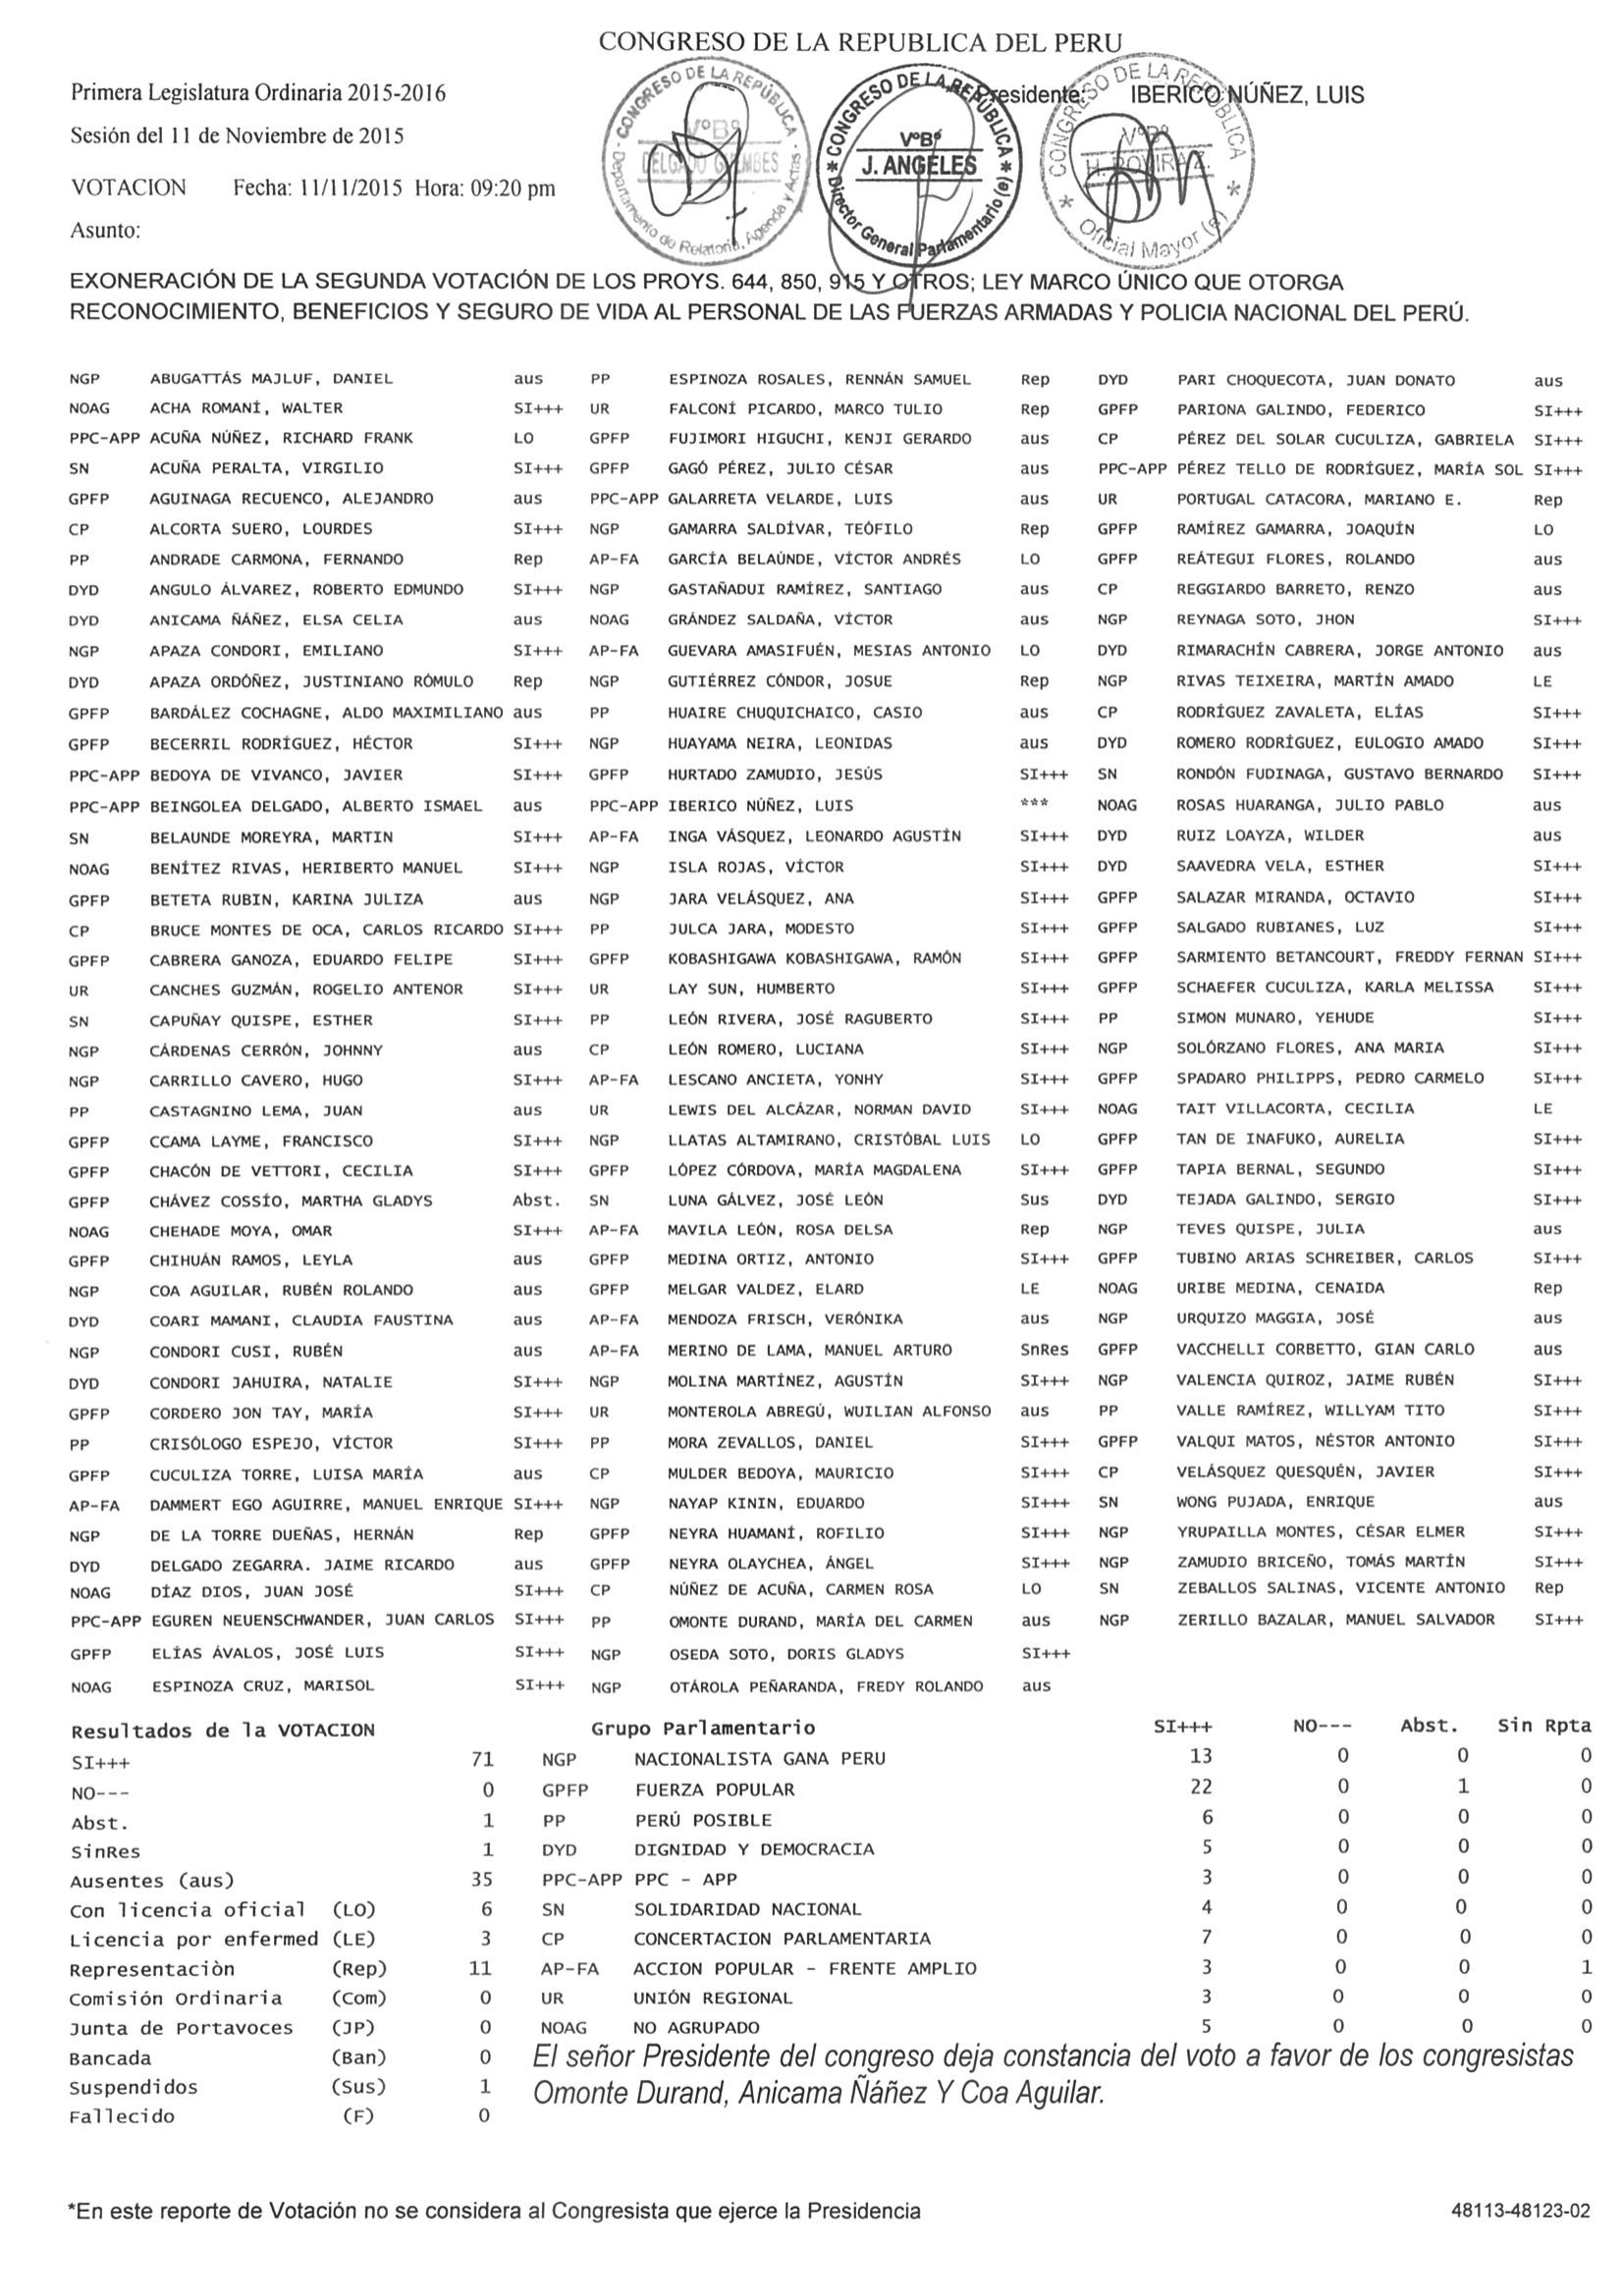 CONGRESO DE LA REPUBLICA DEL PERU
Primera Legislatura Ordinaria 2015-2016
Presidente: IBERICO NÚÑEZ, LUIS
Sesión del 11 de Noviembre de 2015
VOTACION Fecha: 11/11/2015 Hora: 09:20 pm
Asunto:
CONGRESO DE LA REPÚBLICA
VºBº
DELGADO GUEMBES
Departamento de Relatoría, Agenda y Actas
CONGRESO DE LA REPÚBLICA
VºBº
J. ANGELES
Director General Parlamentario (e)
CONGRESO DE LA REPÚBLICA
VºBº
H. ROVIRA Z.
Oficial Mayor (e)
EXONERACIÓN DE LA SEGUNDA VOTACIÓN DE LOS PROYS. 644, 850, 915 Y OTROS; LEY MARCO ÚNICO QUE OTORGA
RECONOCIMIENTO, BENEFICIOS Y SEGURO DE VIDA AL PERSONAL DE LAS FUERZAS ARMADAS Y POLICIA NACIONAL DEL PERÚ.
NGP ABUGATTÁS MAJLUF, DANIEL aus PP ESPINOZA ROSALES, RENNÁN SAMUEL Rep DYD PARI CHOQUECOTA, JUAN DONATO aus
NOAG ACHA ROMANÍ, WALTER SI+++ UR FALCONÍ PICARDO, MARCO TULIO Rep GPFP PARIONA GALINDO, FEDERICO SI+++
PPC-APP ACUÑA NÚÑEZ, RICHARD FRANK LO GPFP FUJIMORI HIGUCHI, KENJI GERARDO aus CP PÉREZ DEL SOLAR CUCULIZA, GABRIELA SI+++
SN ACUÑA PERALTA, VIRGILIO SI+++ GPFP GAGÓ PÉREZ, JULIO CÉSAR aus PPC-APP PÉREZ TELLO DE RODRÍGUEZ, MARÍA SOL SI+++
GPFP AGUINAGA RECUENCO, ALEJANDRO aus PPC-APP GALARRETA VELARDE, LUIS aus UR PORTUGAL CATACORA, MARIANO E. Rep
CP ALCORTA SUERO, LOURDES SI+++ NGP GAMARRA SALDÍVAR, TEÓFILO Rep GPFP RAMÍREZ GAMARRA, JOAQUÍN LO
PP ANDRADE CARMONA, FERNANDO Rep AP-FA GARCÍA BELAÚNDE, VÍCTOR ANDRÉS LO GPFP REÁTEGUI FLORES, ROLANDO aus
DYD ANGULO ÁLVAREZ, ROBERTO EDMUNDO SI+++ NGP GASTAÑADUI RAMÍREZ, SANTIAGO aus CP REGGIARDO BARRETO, RENZO aus
DYD ANICAMA ÑÁÑEZ, ELSA CELIA aus NOAG GRÁNDEZ SALDAÑA, VÍCTOR aus NGP REYNAGA SOTO, JHON SI+++
NGP APAZA CONDORI, EMILIANO SI+++ AP-FA GUEVARA AMASIFUÉN, MESIAS ANTONIO LO DYD RIMARACHÍN CABRERA, JORGE ANTONIO aus
DYD APAZA ORDÓÑEZ, JUSTINIANO RÓMULO Rep NGP GUTIÉRREZ CÓNDOR, JOSUE Rep NGP RIVAS TEIXEIRA, MARTÍN AMADO LE
GPFP BARDÁLEZ COCHAGNE, ALDO MAXIMILIANO aus PP HUAIRE CHUQUICHAICO, CASIO aus CP RODRÍGUEZ ZAVALETA, ELÍAS SI+++
GPFP BECERRIL RODRÍGUEZ, HÉCTOR SI+++ NGP HUAYAMA NEIRA, LEONIDAS aus DYD ROMERO RODRÍGUEZ, EULOGIO AMADO SI+++
PPC-APP BEDOYA DE VIVANCO, JAVIER SI+++ GPFP HURTADO ZAMUDIO, JESÚS SI+++ SN RONDÓN FUDINAGA, GUSTAVO BERNARDO SI+++
PPC-APP BEINGOLEA DELGADO, ALBERTO ISMAEL aus PPC-APP IBERICO NÚÑEZ, LUIS *** NOAG ROSAS HUARANGA, JULIO PABLO aus
SN BELAUNDE MOREYRA, MARTIN SI+++ AP-FA INGA VÁSQUEZ, LEONARDO AGUSTÍN SI+++ DYD RUIZ LOAYZA, WILDER aus
NOAG BENÍTEZ RIVAS, HERIBERTO MANUEL SI+++ NGP ISLA ROJAS, VÍCTOR SI+++ DYD SAAVEDRA VELA, ESTHER SI+++
GPFP BETETA RUBIN, KARINA JULIZA aus NGP JARA VELÁSQUEZ, ANA SI+++ GPFP SALAZAR MIRANDA, OCTAVIO SI+++
CP BRUCE MONTES DE OCA, CARLOS RICARDO SI+++ PP JULCA JARA, MODESTO SI+++ GPFP SALGADO RUBIANES, LUZ SI+++
GPFP CABRERA GANOZA, EDUARDO FELIPE SI+++ GPFP KOBASHIGAWA KOBASHIGAWA, RAMÓN SI+++ GPFP SARMIENTO BETANCOURT, FREDDY FERNAN SI+++
UR CANCHES GUZMÁN, ROGELIO ANTENOR SI+++ UR LAY SUN, HUMBERTO SI+++ GPFP SCHAEFER CUCULIZA, KARLA MELISSA SI+++
SN CAPUÑAY QUISPE, ESTHER SI+++ PP LEÓN RIVERA, JOSÉ RAGUBERTO SI+++ PP SIMON MUNARO, YEHUDE SI+++
NGP CÁRDENAS CERRÓN, JOHNNY aus CP LEÓN ROMERO, LUCIANA SI+++ NGP SOLÓRZANO FLORES, ANA MARIA SI+++
NGP CARRILLO CAVERO, HUGO SI+++ AP-FA LESCANO ANCIETA, YONHY SI+++ GPFP SPADARO PHILIPPS, PEDRO CARMELO SI+++
PP CASTAGNINO LEMA, JUAN aus UR LEWIS DEL ALCÁZAR, NORMAN DAVID SI+++ NOAG TAIT VILLACORTA, CECILIA LE
GPFP CCAMA LAYME, FRANCISCO SI+++ NGP LLATAS ALTAMIRANO, CRISTÓBAL LUIS LO GPFP TAN DE INAFUKO, AURELIA SI+++
GPFP CHACÓN DE VETTORI, CECILIA SI+++ GPFP LÓPEZ CÓRDOVA, MARÍA MAGDALENA SI+++ GPFP TAPIA BERNAL, SEGUNDO SI+++
GPFP CHÁVEZ COSSÍO, MARTHA GLADYS Abst. SN LUNA GÁLVEZ, JOSÉ LEÓN Sus DYD TEJADA GALINDO, SERGIO SI+++
NOAG CHEHADE MOYA, OMAR SI+++ AP-FA MAVILA LEÓN, ROSA DELSA Rep NGP TEVES QUISPE, JULIA aus
GPFP CHIHUÁN RAMOS, LEYLA aus GPFP MEDINA ORTIZ, ANTONIO SI+++ GPFP TUBINO ARIAS SCHREIBER, CARLOS SI+++
NGP COA AGUILAR, RUBÉN ROLANDO aus GPFP MELGAR VALDEZ, ELARD LE NOAG URIBE MEDINA, CENAIDA Rep
DYD COARI MAMANI, CLAUDIA FAUSTINA aus AP-FA MENDOZA FRISCH, VERÓNIKA aus NGP URQUIZO MAGGIA, JOSÉ aus
NGP CONDORI CUSI, RUBÉN aus AP-FA MERINO DE LAMA, MANUEL ARTURO SnRes GPFP VACCHELLI CORBETTO, GIAN CARLO aus
DYD CONDORI JAHUIRA, NATALIE SI+++ NGP MOLINA MARTÍNEZ, AGUSTÍN SI+++ NGP VALENCIA QUIROZ, JAIME RUBÉN SI+++
GPFP CORDERO JON TAY, MARÍA SI+++ UR MONTEROLA ABREGÚ, WUILIAN ALFONSO aus PP VALLE RAMÍREZ, WILLYAM TITO SI+++
PP CRISÓLOGO ESPEJO, VÍCTOR SI+++ PP MORA ZEVALLOS, DANIEL SI+++ GPFP VALQUI MATOS, NÉSTOR ANTONIO SI+++
GPFP CUCULIZA TORRE, LUISA MARÍA aus CP MULDER BEDOYA, MAURICIO SI+++ CP VELÁSQUEZ QUESQUÉN, JAVIER SI+++
AP-FA DAMMERT EGO AGUIRRE, MANUEL ENRIQUE SI+++ NGP NAYAP KININ, EDUARDO SI+++ SN WONG PUJADA, ENRIQUE aus
NGP DE LA TORRE DUEÑAS, HERNÁN Rep GPFP NEYRA HUAMANÍ, ROFILIO SI+++ NGP YRUPAILLA MONTES, CÉSAR ELMER SI+++
DYD DELGADO ZEGARRA. JAIME RICARDO aus GPFP NEYRA OLAYCHEA, ÁNGEL SI+++ NGP ZAMUDIO BRICEÑO, TOMÁS MARTÍN SI+++
NOAG DÍAZ DIOS, JUAN JOSÉ SI+++ CP NÚÑEZ DE ACUÑA, CARMEN ROSA LO SN ZEBALLOS SALINAS, VICENTE ANTONIO Rep
PPC-APP EGUREN NEUENSCHWANDER, JUAN CARLOS SI+++ PP OMONTE DURAND, MARÍA DEL CARMEN aus NGP ZERILLO BAZALAR, MANUEL SALVADOR SI+++
GPFP ELÍAS ÁVALOS, JOSÉ LUIS SI+++ NGP OSEDA SOTO, DORIS GLADYS SI+++
NOAG ESPINOZA CRUZ, MARISOL SI+++ NGP OTÁROLA PEÑARANDA, FREDY ROLANDO aus
Resultados de la VOTACION Grupo Parlamentario SI+++ NO--- Abst. Sin Rpta
SI+++ 71 NGP NACIONALISTA GANA PERU 13 0 0 0
NO--- 0 GPFP FUERZA POPULAR 22 0 1 0
Abst. 1 PP PERÚ POSIBLE 6 0 0 0
SinRes 1 DYD DIGNIDAD Y DEMOCRACIA 5 0 0 0
Ausentes (aus) 35 PPC-APP PPC - APP 3 0 0 0
Con licencia oficial (LO) 6 SN SOLIDARIDAD NACIONAL 4 0 0 0
Licencia por enfermed (LE) 3 CP CONCERTACION PARLAMENTARIA 7 0 0 0
Representaciòn (Rep) 11 AP-FA ACCION POPULAR - FRENTE AMPLIO 3 0 0 1
Comisión Ordinaria (Com) 0 UR UNIÓN REGIONAL 3 0 0 0
Junta de Portavoces (JP) 0 NOAG NO AGRUPADO 5 0 0 0
Bancada (Ban) 0 El señor Presidente del congreso deja constancia del voto a favor de los congresistas
Suspendidos (Sus) 1 Omonte Durand, Anicama Ñáñez Y Coa Aguilar.
Fallecido (F) 0
*En este reporte de Votación no se considera al Congresista que ejerce la Presidencia 48113-48123-02